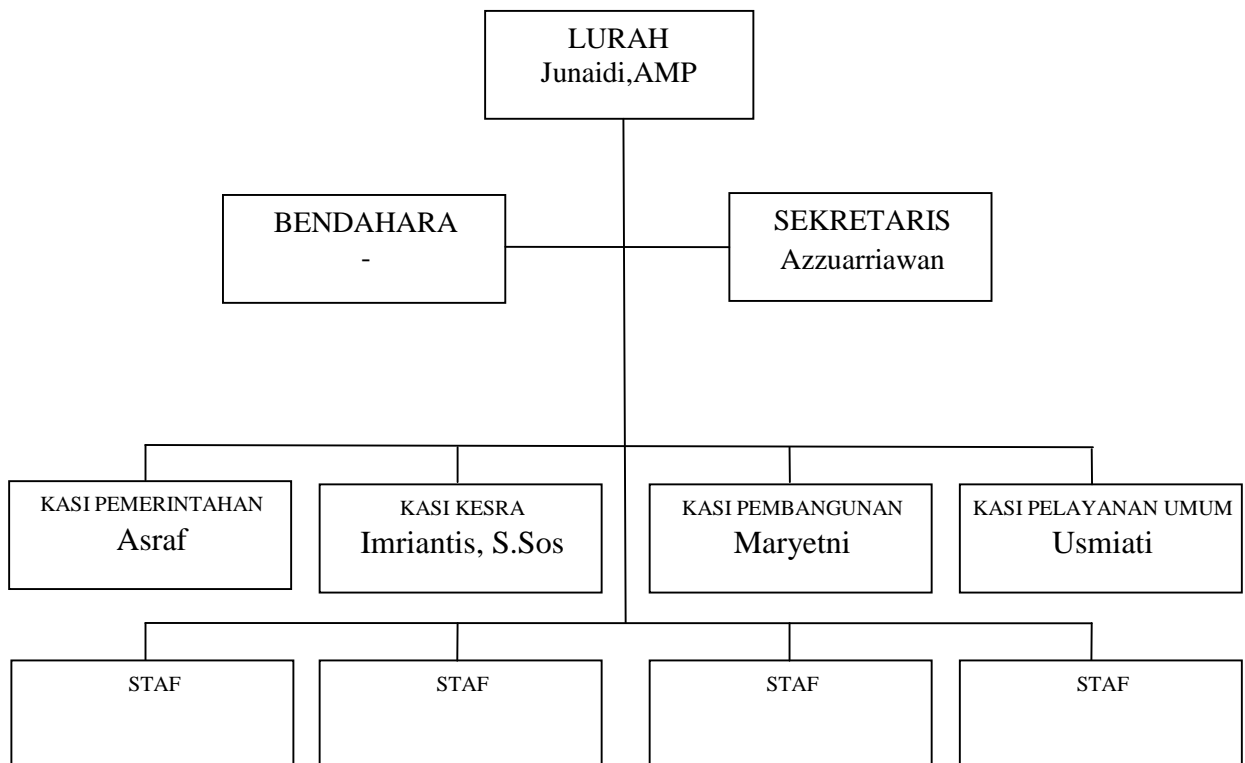 LURAH
Junaidi,AMP
BENDAHARA
-
SEKRETARIS
Azzuarriawan
KASI PEMERINTAHAN
Asraf
KASI KESRA
Imriantis, S.Sos
KASI PEMBANGUNAN
Maryetni
KASI PELAYANAN UMUM
Usmiati
STAF
STAF
STAF
STAF